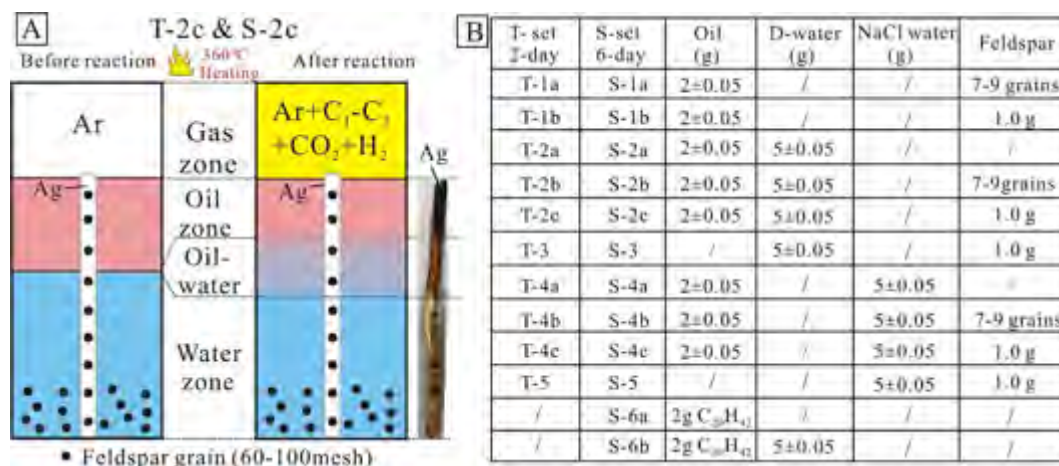 A
T-2c & S-2c
Before reaction
360°C
Heating
After reaction
Ar
Gas
zone
Ar+C₁-C₅
+CO₂+H₂
Ag
Ag
Oil
zone
Ag
Oil-
water
Water
zone
• Feldspar grain (60-100mesh)
B
T- set 2-day S-set 6-day Oil (g) D-water (g) NaCl water (g) Feldspar
T-1a S-1a 2±0.05 / / 7-9 grains
T-1b S-1b 2±0.05 / / 1.0 g
T-2a S-2a 2±0.05 5±0.05 / /
T-2b S-2b 2±0.05 5±0.05 / 7-9grains
T-2c S-2c 2±0.05 5±0.05 / 1.0 g
T-3 S-3 / 5±0.05 / 1.0 g
T-4a S-4a 2±0.05 / 5±0.05 /
T-4b S-4b 2±0.05 / 5±0.05 7-9 grains
T-4c S-4c 2±0.05 / 5±0.05 1.0 g
T-5 S-5 / / 5±0.05 1.0 g
/ S-6a 2g C₂₀H₄₂ / / /
/ S-6b 2g C₂₀H₄₂ 5±0.05 / /